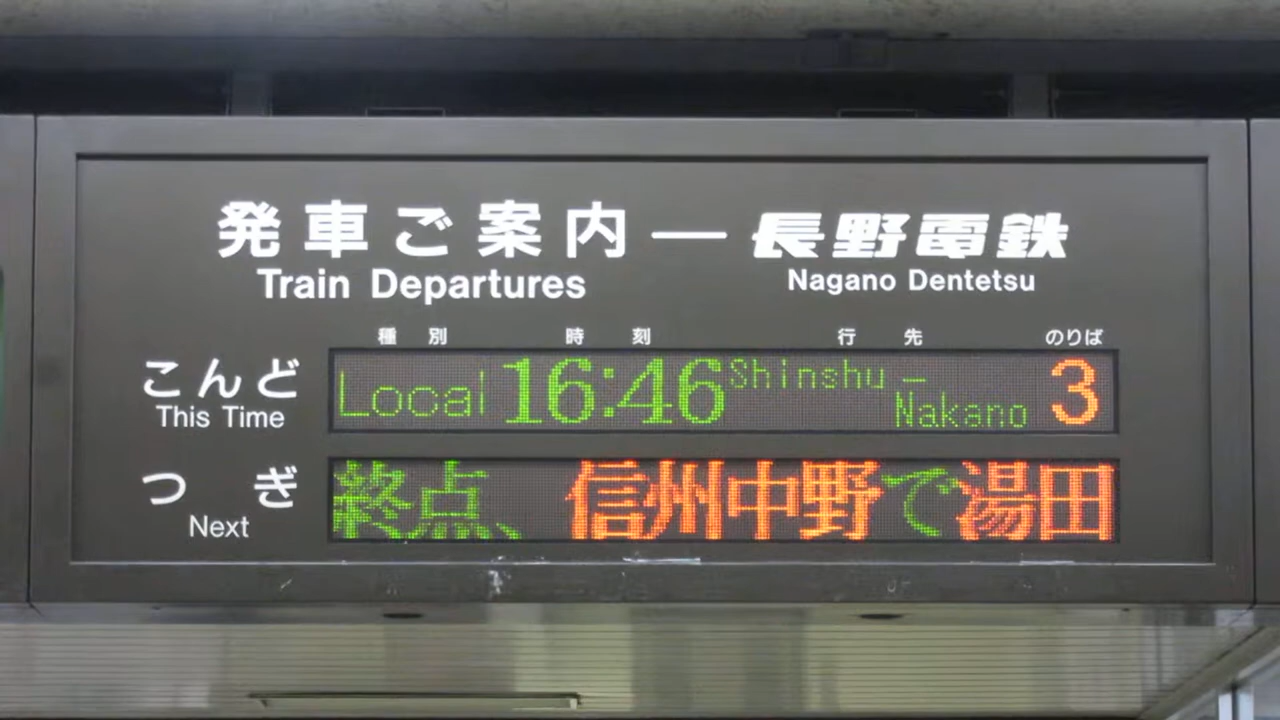 発車ご案内 — 長野電鉄
Train Departures Nagano Dentetsu
種別 時刻 行先 のりば
こんど Local 16:46 Shinshu-Nakano 3
This Time
つぎ 終点、信州中野で湯田
Next